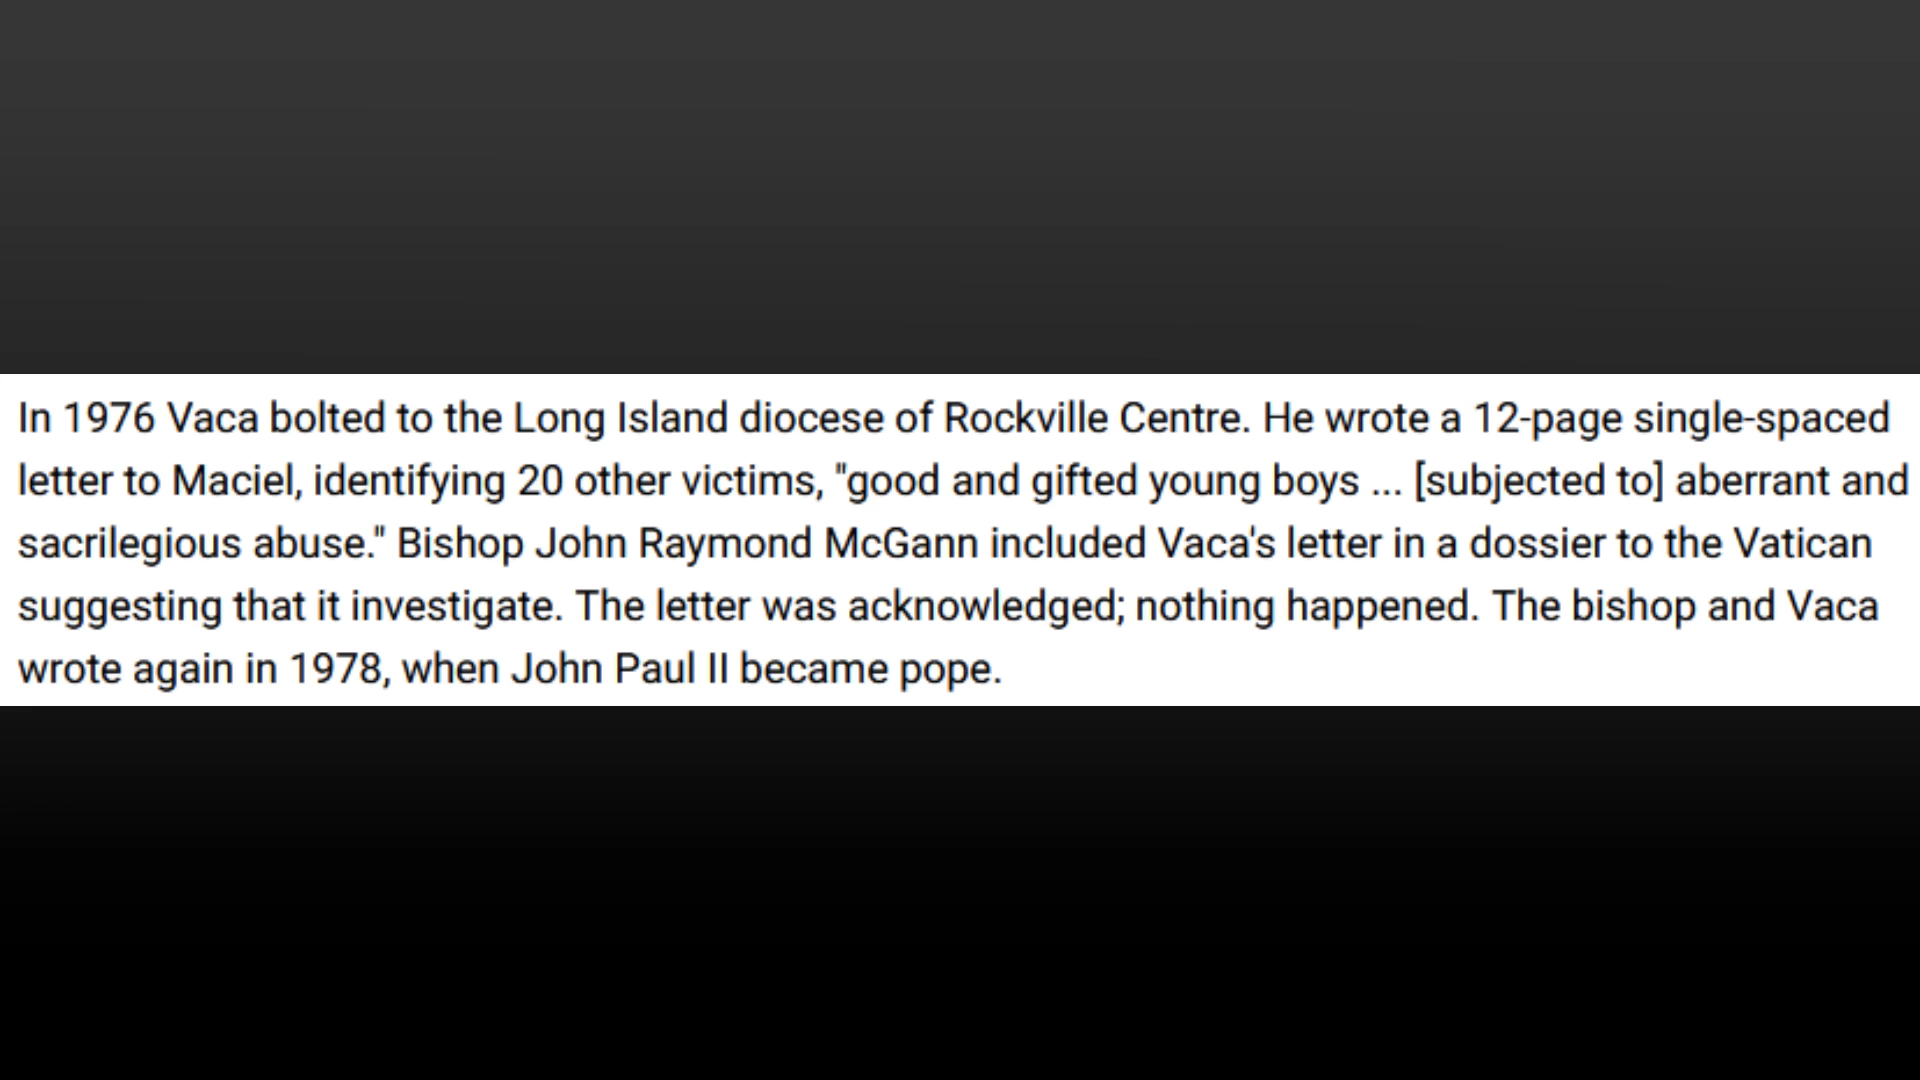 In 1976 Vaca bolted to the Long Island diocese of Rockville Centre. He wrote a 12-page single-spaced
letter to Maciel, identifying 20 other victims, "good and gifted young boys ... [subjected to] aberrant and
sacrilegious abuse." Bishop John Raymond McGann included Vaca's letter in a dossier to the Vatican
suggesting that it investigate. The letter was acknowledged; nothing happened. The bishop and Vaca
wrote again in 1978, when John Paul II became pope.